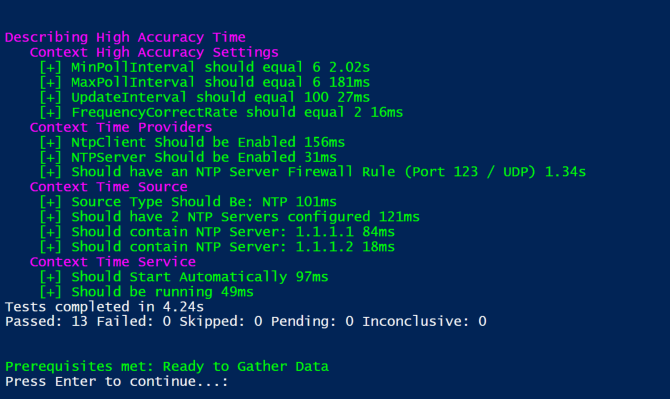 Describing High Accuracy Time
Context High Accuracy Settings
[+] MinPollInterval should equal 6 2.02s
[+] MaxPollInterval should equal 6 181ms
[+] UpdateInterval should equal 100 27ms
[+] FrequencyCorrectRate should equal 2 16ms
Context Time Providers
[+] NtpClient Should be Enabled 156ms
[+] NTPServer Should be Enabled 31ms
[+] Should have an NTP Server Firewall Rule (Port 123 / UDP) 1.34s
Context Time Source
[+] Source Type Should Be: NTP 101ms
[+] Should have 2 NTP Servers configured 121ms
[+] Should contain NTP Server: 1.1.1.1 84ms
[+] Should contain NTP Server: 1.1.1.2 18ms
Context Time Service
[+] Should Start Automatically 97ms
[+] Should be running 49ms
Tests completed in 4.24s
Passed: 13 Failed: 0 Skipped: 0 Pending: 0 Inconclusive: 0
Prerequisites met: Ready to Gather Data
Press Enter to continue...: